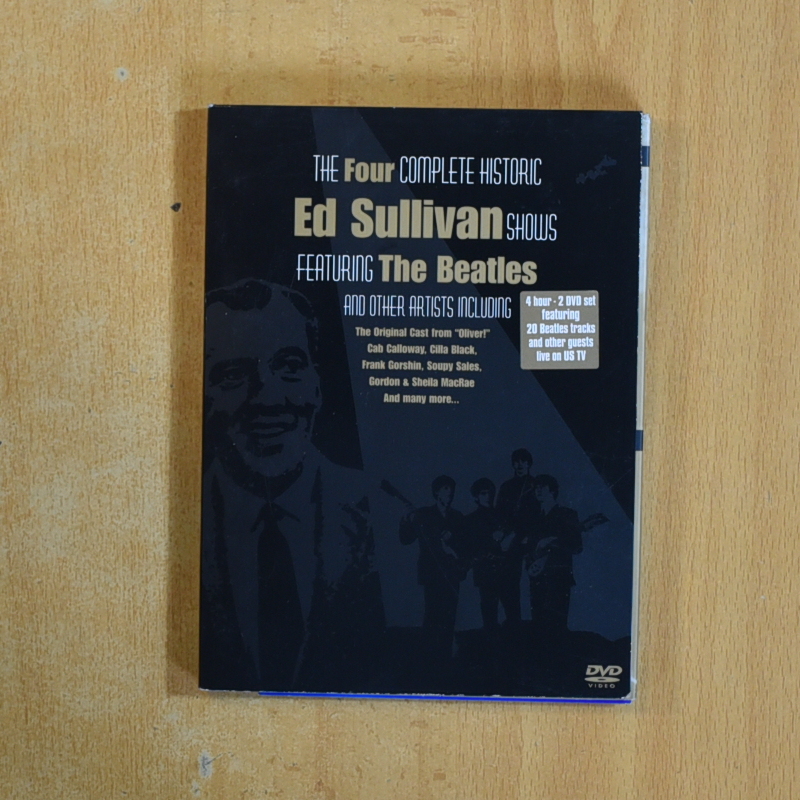 THE Four COMPLETE HISTORIC
Ed Sullivan SHOWS
FEATURING The Beatles
AND OTHER ARTISTS INCLUDING
The Original Cast from "Oliver!"
Cab Calloway, Cilla Black,
Frank Gorshin, Soupy Sales,
Gordon & Sheila MacRae
And many more...
4 hour - 2 DVD set
featuring
20 Beatles tracks
and other guests
live on US TV
DVD
VIDEO